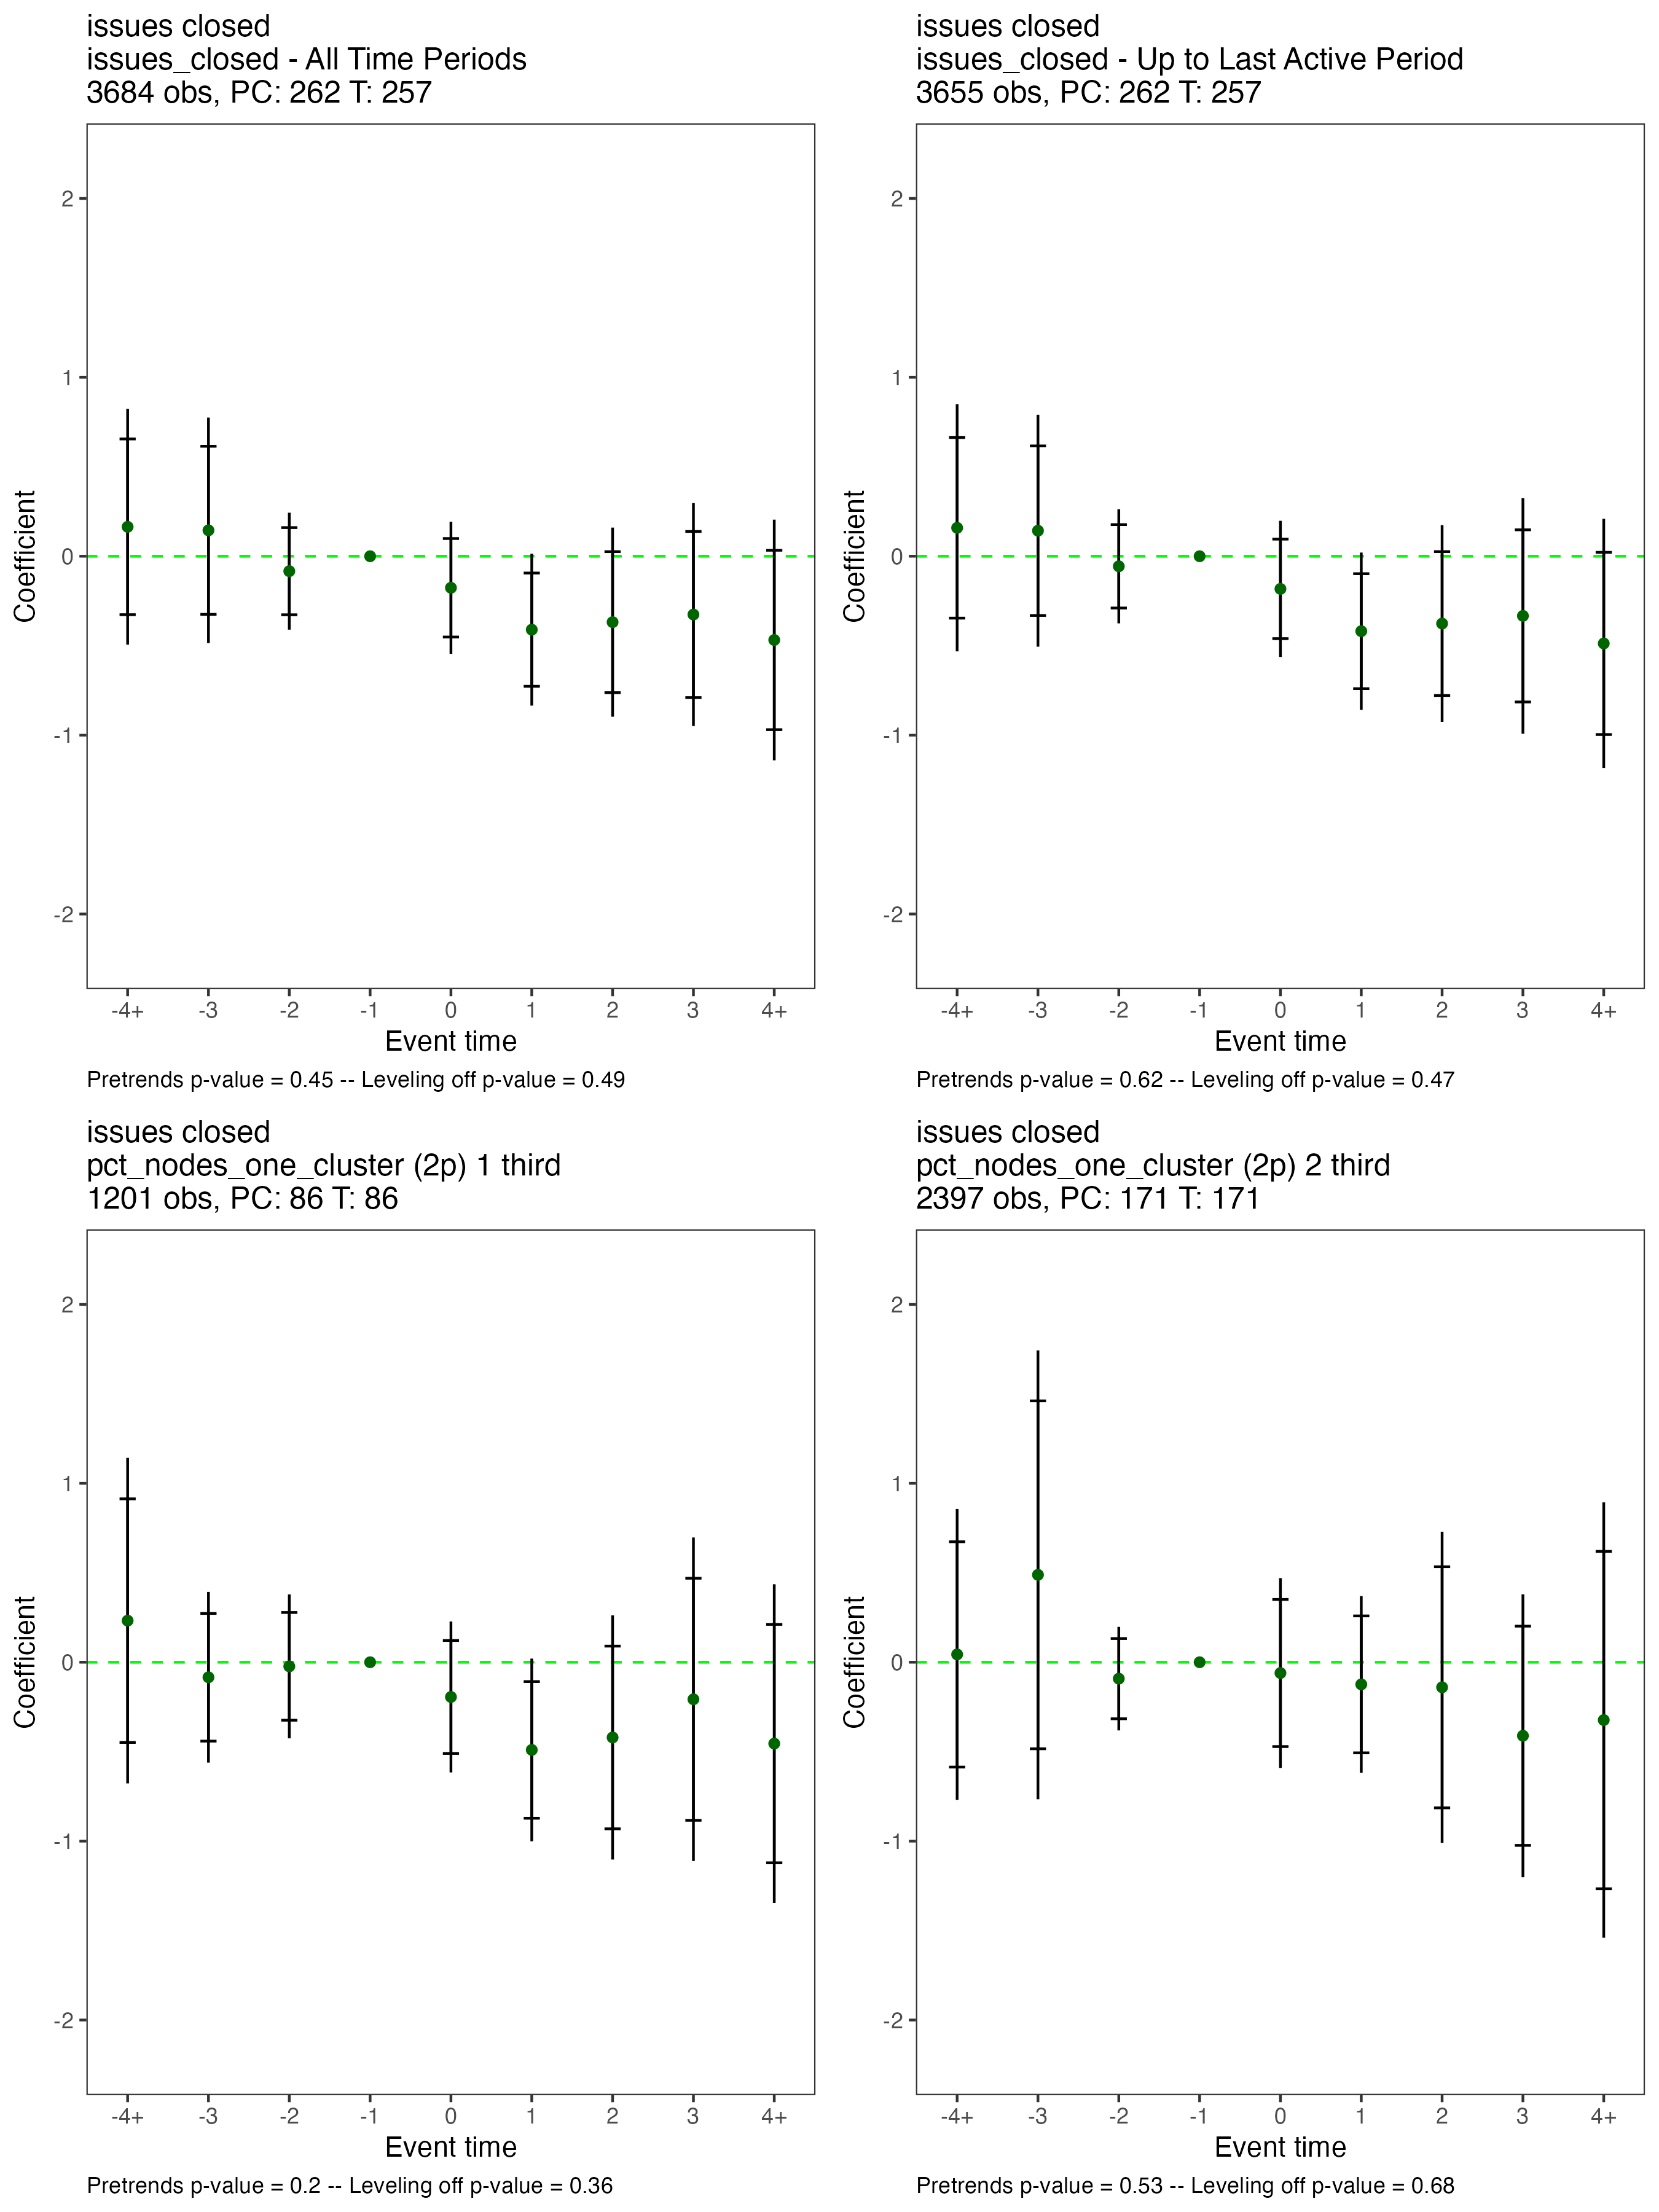 issues closed
issues_closed - All Time Periods
3684 obs, PC: 262 T: 257
Coefficient
2
1
0
-1
-2
-4+ -3 -2 -1 0 1 2 3 4+
Event time
Pretrends p-value = 0.45 -- Leveling off p-value = 0.49
issues closed
issues_closed - Up to Last Active Period
3655 obs, PC: 262 T: 257
Coefficient
2
1
0
-1
-2
-4+ -3 -2 -1 0 1 2 3 4+
Event time
Pretrends p-value = 0.62 -- Leveling off p-value = 0.47
issues closed
pct_nodes_one_cluster (2p) 1 third
1201 obs, PC: 86 T: 86
Coefficient
2
1
0
-1
-2
-4+ -3 -2 -1 0 1 2 3 4+
Event time
Pretrends p-value = 0.2 -- Leveling off p-value = 0.36
issues closed
pct_nodes_one_cluster (2p) 2 third
2397 obs, PC: 171 T: 171
Coefficient
2
1
0
-1
-2
-4+ -3 -2 -1 0 1 2 3 4+
Event time
Pretrends p-value = 0.53 -- Leveling off p-value = 0.68